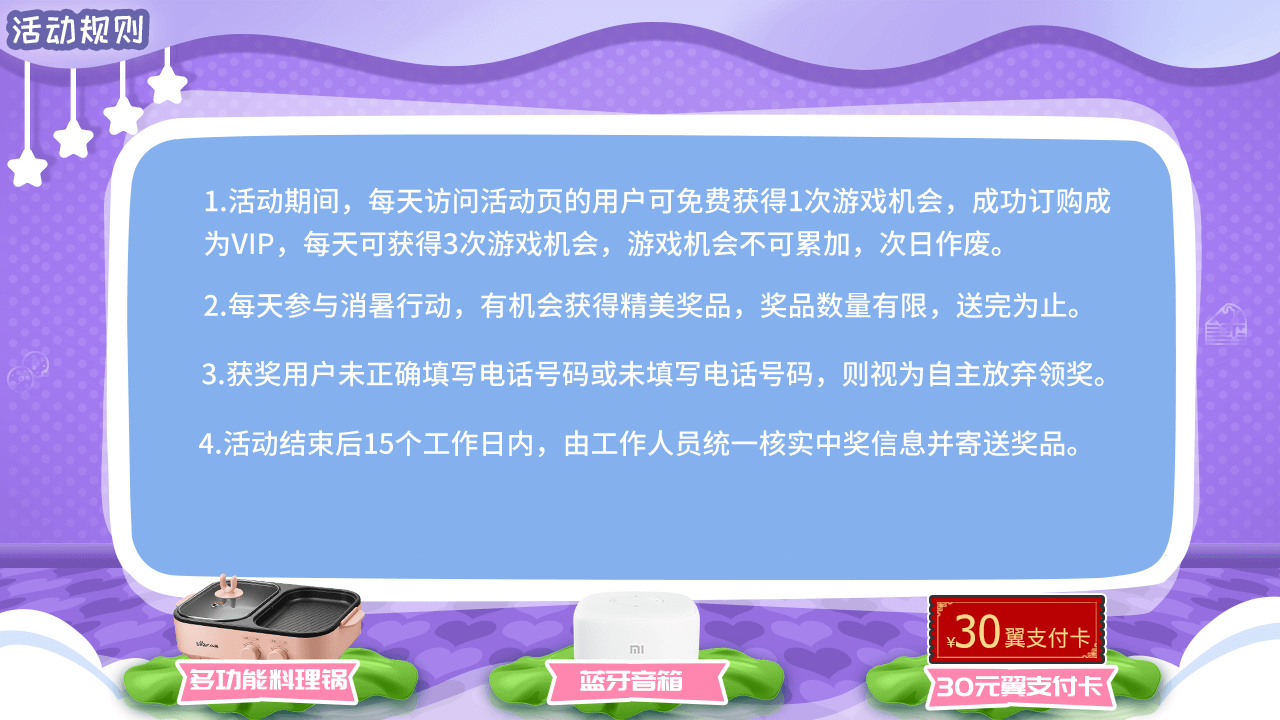 活动规则
1.活动期间，每天访问活动页的用户可免费获得1次游戏机会，成功订购成
为VIP，每天可获得3次游戏机会，游戏机会不可累加，次日作废。
2.每天参与消暑行动，有机会获得精美奖品，奖品数量有限，送完为止。
3.获奖用户未正确填写电话号码或未填写电话号码，则视为自主放弃领奖。
4.活动结束后15个工作日内，由工作人员统一核实中奖信息并寄送奖品。
mi
¥30翼支付卡
多功能料理锅
蓝牙音箱
30元翼支付卡